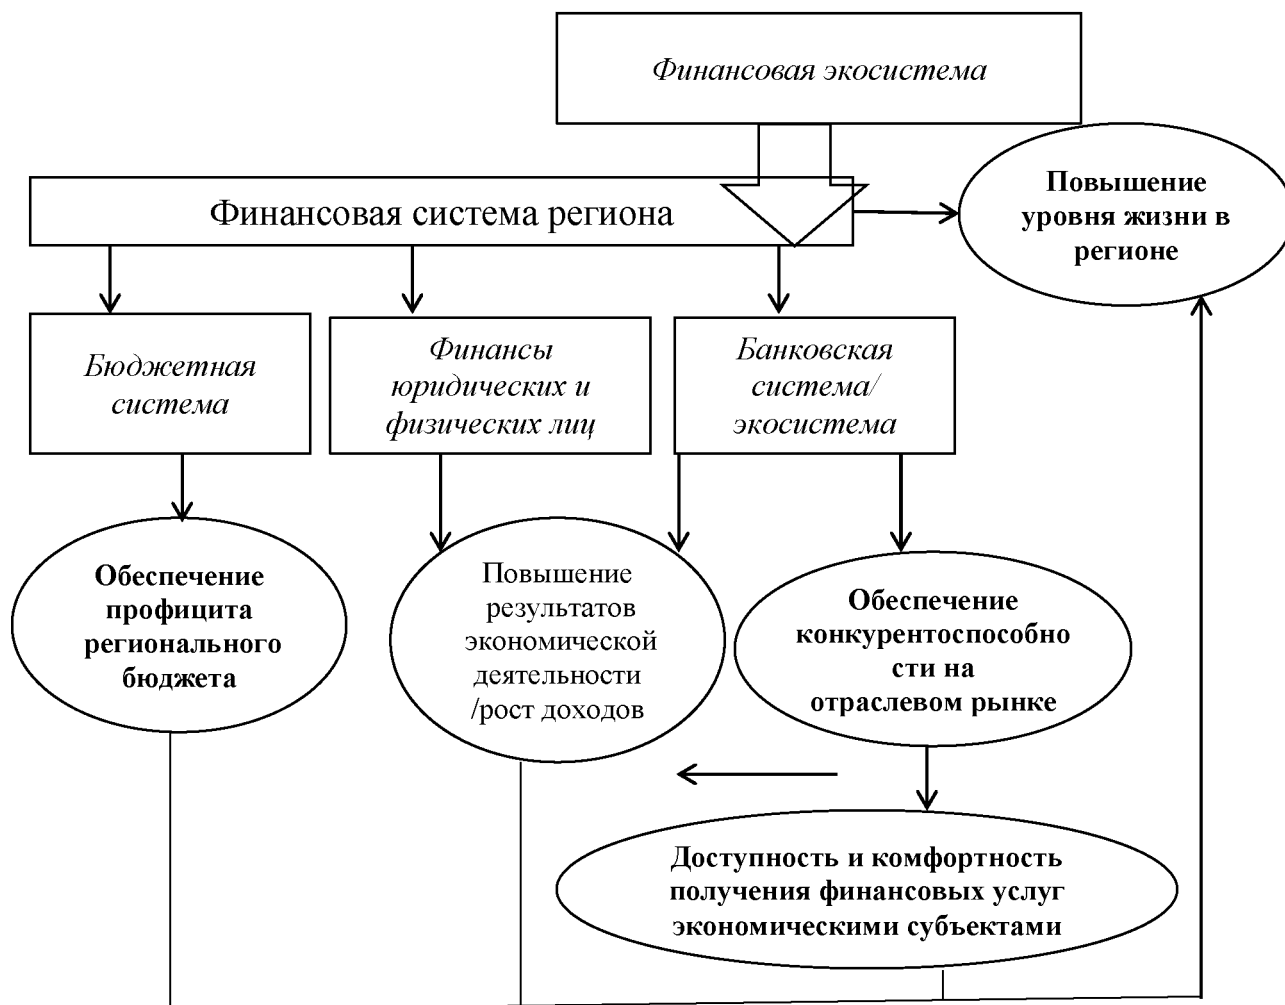 Финансовая экосистема
Повышение
уровня жизни в
регионе
Финансовая система региона
Бюджетная
система
Финансы
юридических и
физических лиц
Банковская
система/
экосистема
Обеспечение
профицита
регионального
бюджета
Повышение
результатов
экономической
деятельности
/рост доходов
Обеспечение
конкурентоспособно
сти на
отраслевом рынке
Доступность и комфортность
получения финансовых услуг
экономическими субъектами